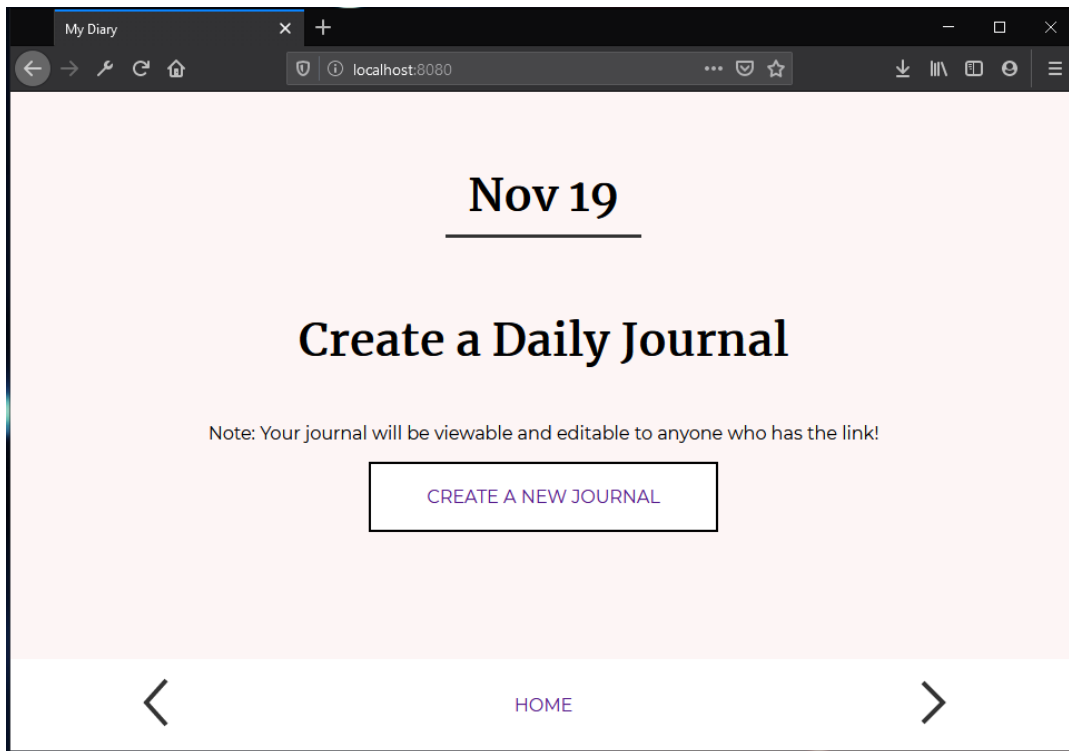 My Diary
localhost:8080
Nov 19
Create a Daily Journal
Note: Your journal will be viewable and editable to anyone who has the link!
CREATE A NEW JOURNAL
HOME